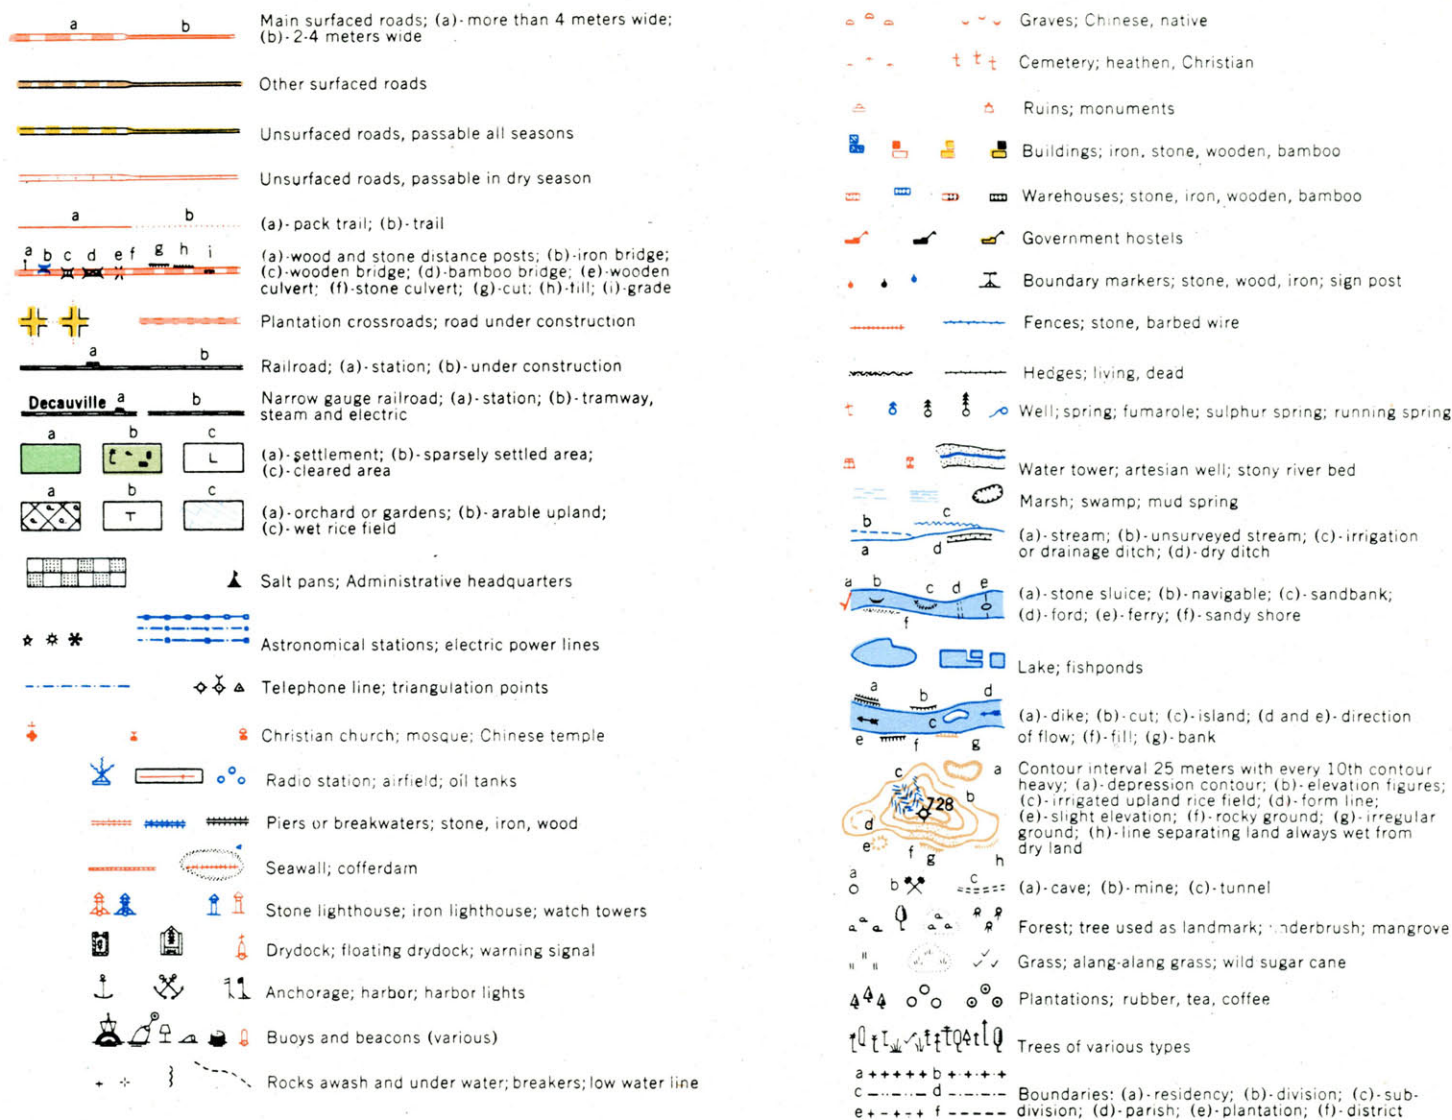 a b
Main surfaced roads; (a)-more than 4 meters wide;
(b)-2-4 meters wide
Other surfaced roads
Unsurfaced roads, passable all seasons
Unsurfaced roads, passable in dry season
a b
(a)-pack trail; (b)-trail
a b c d e f g h i
(a)-wood and stone distance posts; (b)-iron bridge;
(c)-wooden bridge; (d)-bamboo bridge; (e)-wooden
culvert; (f)-stone culvert; (g)-cut; (h)-fill; (i)-grade
Plantation crossroads; road under construction
a b
Railroad; (a)-station; (b)-under construction
Decauville a b
Narrow gauge railroad; (a)-station; (b)-tramway,
steam and electric
a b c
L
(a)-settlement; (b)-sparsely settled area;
(c)-cleared area
a b c
T
(a)-orchard or gardens; (b)-arable upland;
(c)-wet rice field
Salt pans; Administrative headquarters
Astronomical stations; electric power lines
Telephone line; triangulation points
Christian church; mosque; Chinese temple
Radio station; airfield; oil tanks
Piers or breakwaters; stone, iron, wood
Seawall; cofferdam
Stone lighthouse; iron lighthouse; watch towers
Drydock; floating drydock; warning signal
Anchorage; harbor; harbor lights
Buoys and beacons (various)
Rocks awash and under water; breakers; low water line
Graves; Chinese, native
Cemetery; heathen, Christian
Ruins; monuments
Buildings; iron, stone, wooden, bamboo
Warehouses; stone, iron, wooden, bamboo
Government hostels
Boundary markers; stone, wood, iron; sign post
Fences; stone, barbed wire
Hedges; living, dead
Well; spring; fumarole; sulphur spring; running spring
Water tower; artesian well; stony river bed
Marsh; swamp; mud spring
b c
a d
(a)-stream; (b)-unsurveyed stream; (c)-irrigation
or drainage ditch; (d)-dry ditch
a b c d e
f
(a)-stone sluice; (b)-navigable; (c)-sandbank;
(d)-ford; (e)-ferry; (f)-sandy shore
Lake; fishponds
a b d
c
e f g
(a)-dike; (b)-cut; (c)-island; (d and e)-direction
of flow; (f)-fill; (g)-bank
c a
728 b
d
e f g h
Contour interval 25 meters with every 10th contour
heavy; (a)-depression contour; (b)-elevation figures;
(c)-irrigated upland rice field; (d)-form line;
(e)-slight elevation; (f)-rocky ground; (g)-irregular
ground; (h)-line separating land always wet from
dry land
a b c
(a)-cave; (b)-mine; (c)-tunnel
Forest; tree used as landmark; underbrush; mangrove
Grass; alang-alang grass; wild sugar cane
Plantations; rubber, tea, coffee
Trees of various types
a b
c d
e f
Boundaries: (a)-residency; (b)-division; (c)-sub-
division; (d)-parish; (e)-plantation; (f)-district